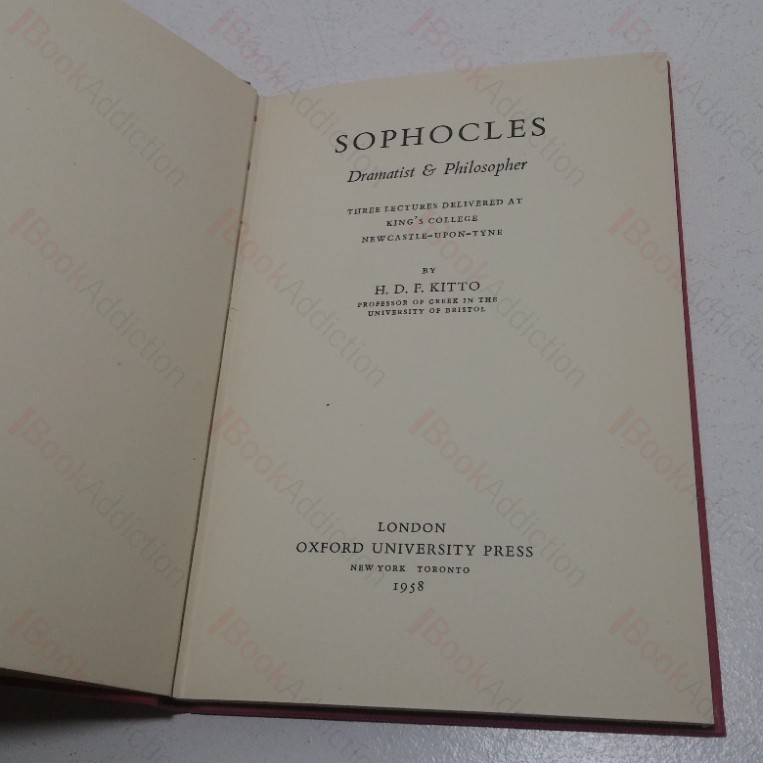 SOPHOCLES
Dramatist & Philosopher
THREE LECTURES DELIVERED AT
KING'S COLLEGE
NEWCASTLE-UPON-TYNE
BY
H. D. F. KITTO
PROFESSOR OF GREEK IN THE
UNIVERSITY OF BRISTOL
LONDON
OXFORD UNIVERSITY PRESS
NEW YORK TORONTO
1958
BookAddiction